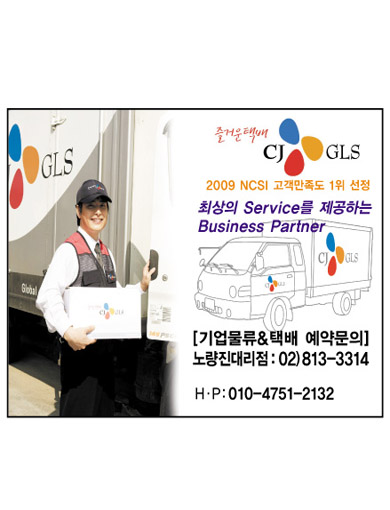 즐거운택배
CJ GLS
2009 NCSI 고객만족도 1위 선정
최상의 Service를 제공하는
Business Partner
CJ GLS
[기업물류&택배 예약문의]
노량진대리점 : 02)813-3314
H·P: 010-4751-2132
GLS
Global